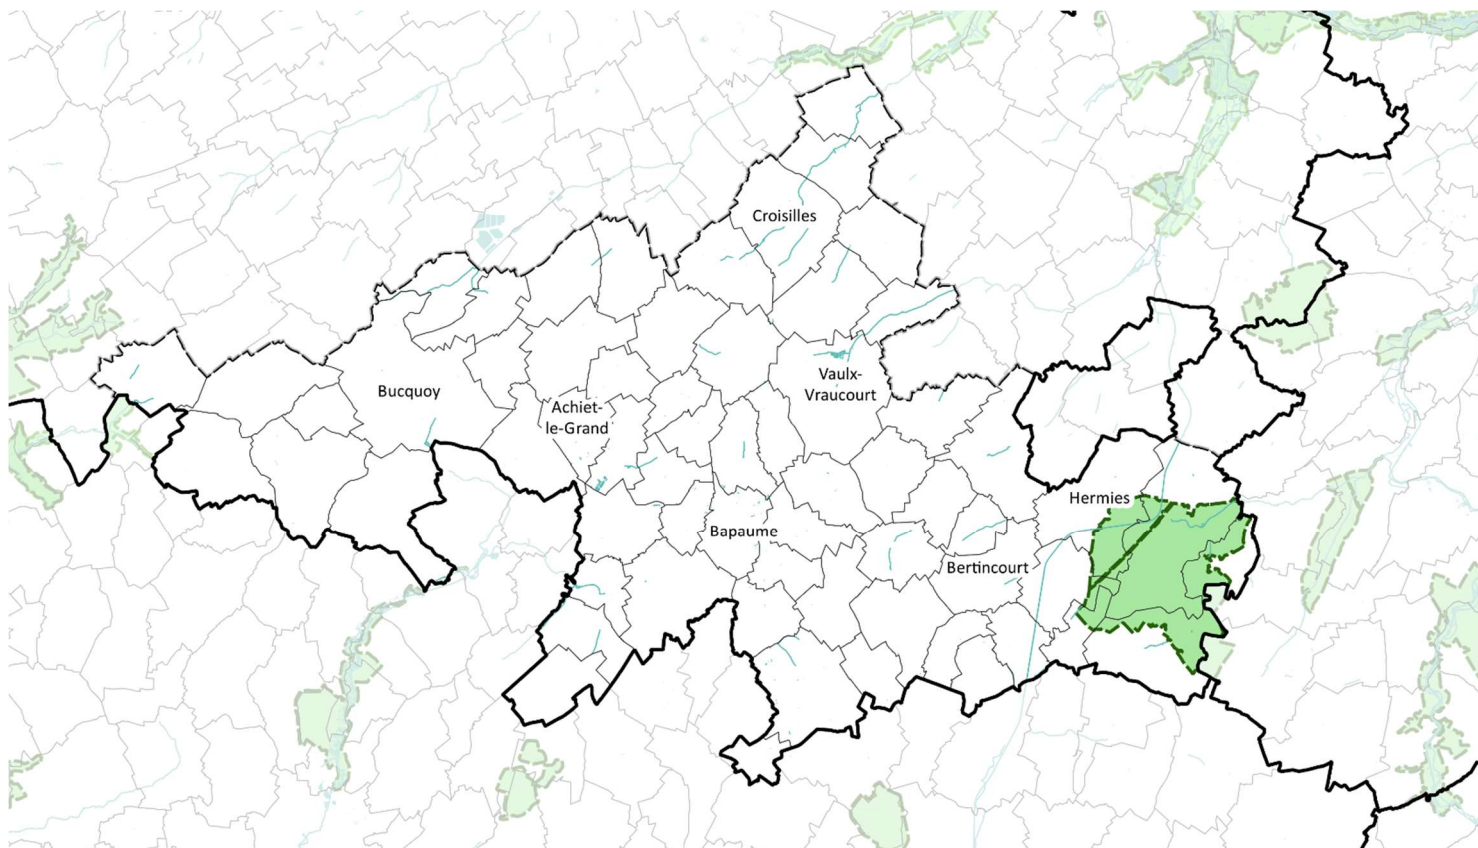 Croisilles
Vaulx-
Vraucourt
Bucquoy
Achiet-
le-Grand
Hermies
Bapaume
Bertincourt